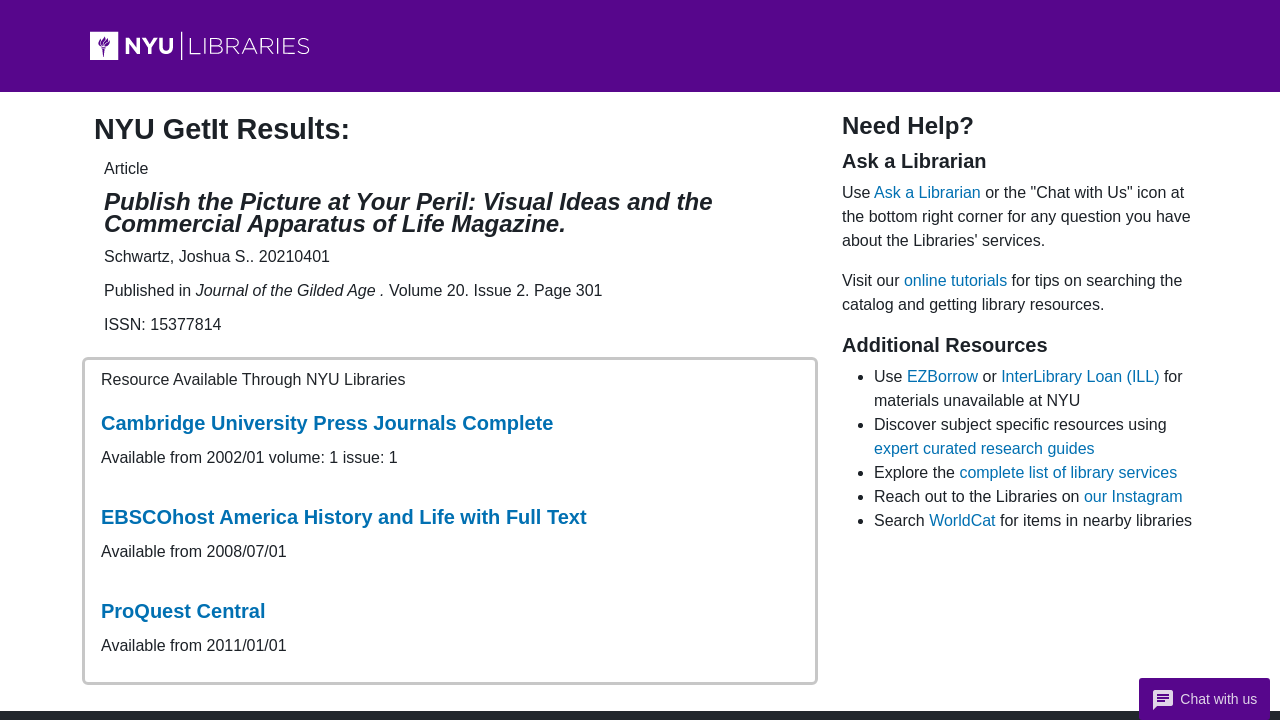 NYU LIBRARIES
NYU GetIt Results:
Article
Publish the Picture at Your Peril: Visual Ideas and the
Commercial Apparatus of Life Magazine.
Schwartz, Joshua S.. 20210401
Published in Journal of the Gilded Age . Volume 20. Issue 2. Page 301
ISSN: 15377814
Resource Available Through NYU Libraries
Cambridge University Press Journals Complete
Available from 2002/01 volume: 1 issue: 1
EBSCOhost America History and Life with Full Text
Available from 2008/07/01
ProQuest Central
Available from 2011/01/01
Need Help?
Ask a Librarian
Use Ask a Librarian or the "Chat with Us" icon at
the bottom right corner for any question you have
about the Libraries' services.
Visit our online tutorials for tips on searching the
catalog and getting library resources.
Additional Resources
Use EZBorrow or InterLibrary Loan (ILL) for
materials unavailable at NYU
Discover subject specific resources using
expert curated research guides
Explore the complete list of library services
Reach out to the Libraries on our Instagram
Search WorldCat for items in nearby libraries
Chat with us